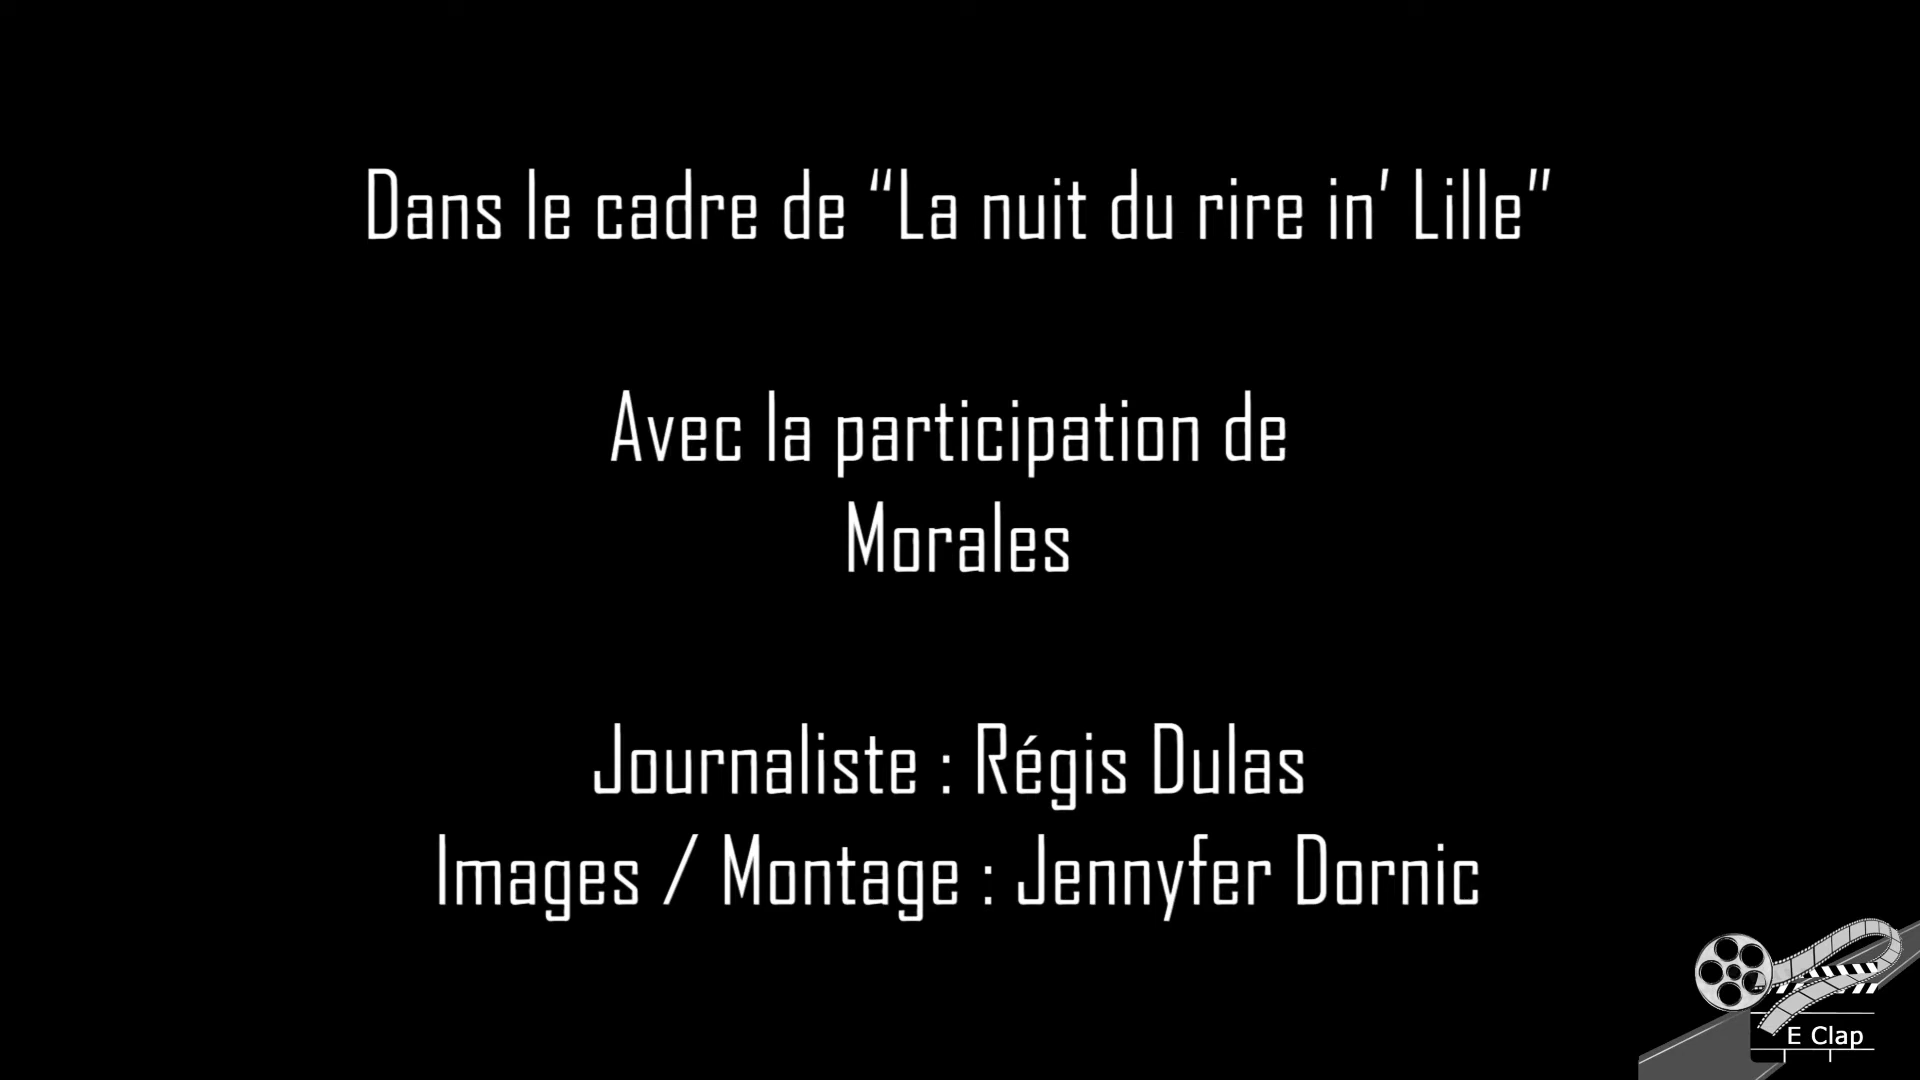 Dans le cadre de “La nuit du rire in’ Lille”
Avec la participation de
Morales
Journaliste : Régis Dulas
Images / Montage : Jennyfer Dornic
E Clap